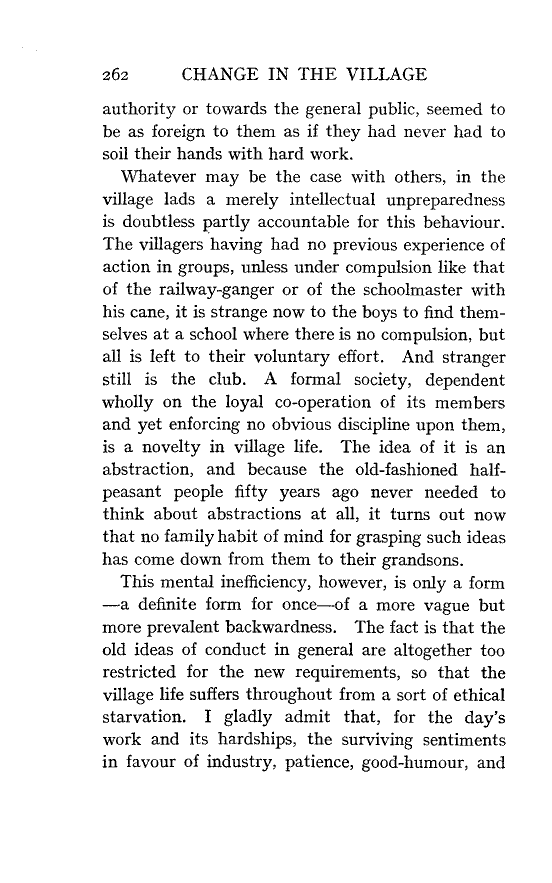 262 CHANGE IN THE VILLAGE
authority or towards the general public, seemed to
be as foreign to them as if they had never had to
soil their hands with hard work.
Whatever may be the case with others, in the
village lads a merely intellectual unpreparedness
is doubtless partly accountable for this behaviour.
The villagers having had no previous experience of
action in groups, unless under compulsion like that
of the railway-ganger or of the schoolmaster with
his cane, it is strange now to the boys to find them-
selves at a school where there is no compulsion, but
all is left to their voluntary effort. And stranger
still is the club. A formal society, dependent
wholly on the loyal co-operation of its members
and yet enforcing no obvious discipline upon them,
is a novelty in village life. The idea of it is an
abstraction, and because the old-fashioned half-
peasant people fifty years ago never needed to
think about abstractions at all, it turns out now
that no family habit of mind for grasping such ideas
has come down from them to their grandsons.
This mental inefficiency, however, is only a form
—a definite form for once—of a more vague but
more prevalent backwardness. The fact is that the
old ideas of conduct in general are altogether too
restricted for the new requirements, so that the
village life suffers throughout from a sort of ethical
starvation. I gladly admit that, for the day's
work and its hardships, the surviving sentiments
in favour of industry, patience, good-humour, and